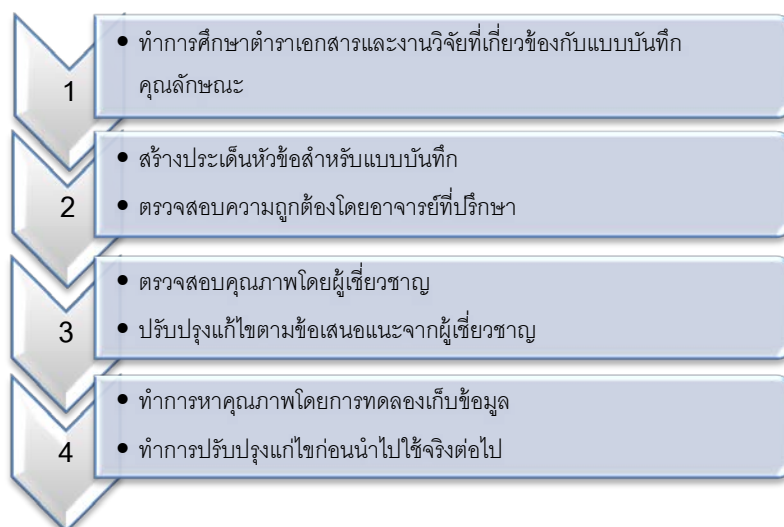 1
• ทำการศึกษาตำราเอกสารและงานวิจัยที่เกี่ยวข้องกับแบบบันทึก
คุณลักษณะ
2
• สร้างประเด็นหัวข้อสำหรับแบบบันทึก
• ตรวจสอบความถูกต้องโดยอาจารย์ที่ปรึกษา
3
• ตรวจสอบคุณภาพโดยผู้เชี่ยวชาญ
• ปรับปรุงแก้ไขตามข้อเสนอแนะจากผู้เชี่ยวชาญ
4
• ทำการหาคุณภาพโดยการทดลองเก็บข้อมูล
• ทำการปรับปรุงแก่ไขก่อนนำไปใช้จริงต่อไป